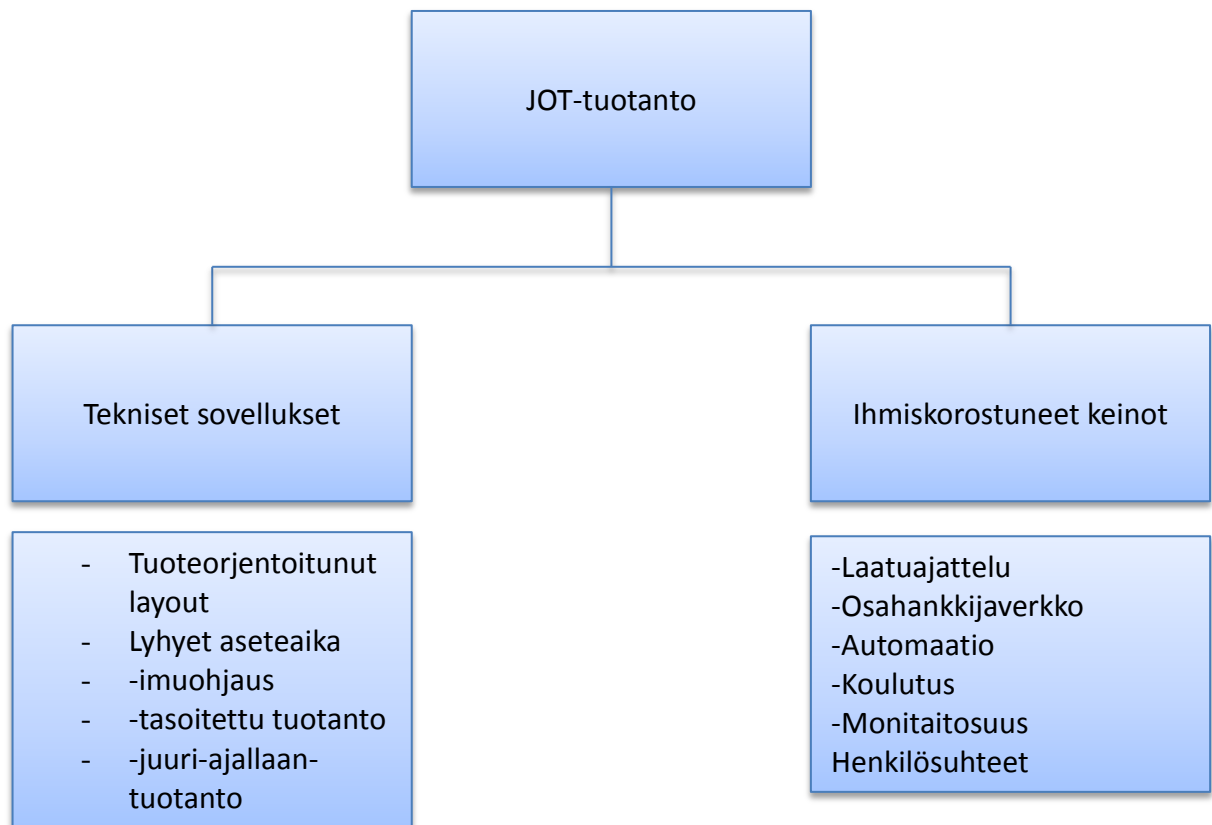 JOT-tuotanto
Tekniset sovellukset
Ihmiskorostuneet keinot
- Tuoteorjentoitunut
layout
- Lyhyet aseteaika
- -imuohjaus
- -tasoitettu tuotanto
- -juuri-ajallaan-
tuotanto
-Laatuajattelu
-Osahankkijaverkko
-Automaatio
-Koulutus
-Monitaitosuus
Henkilösuhteet